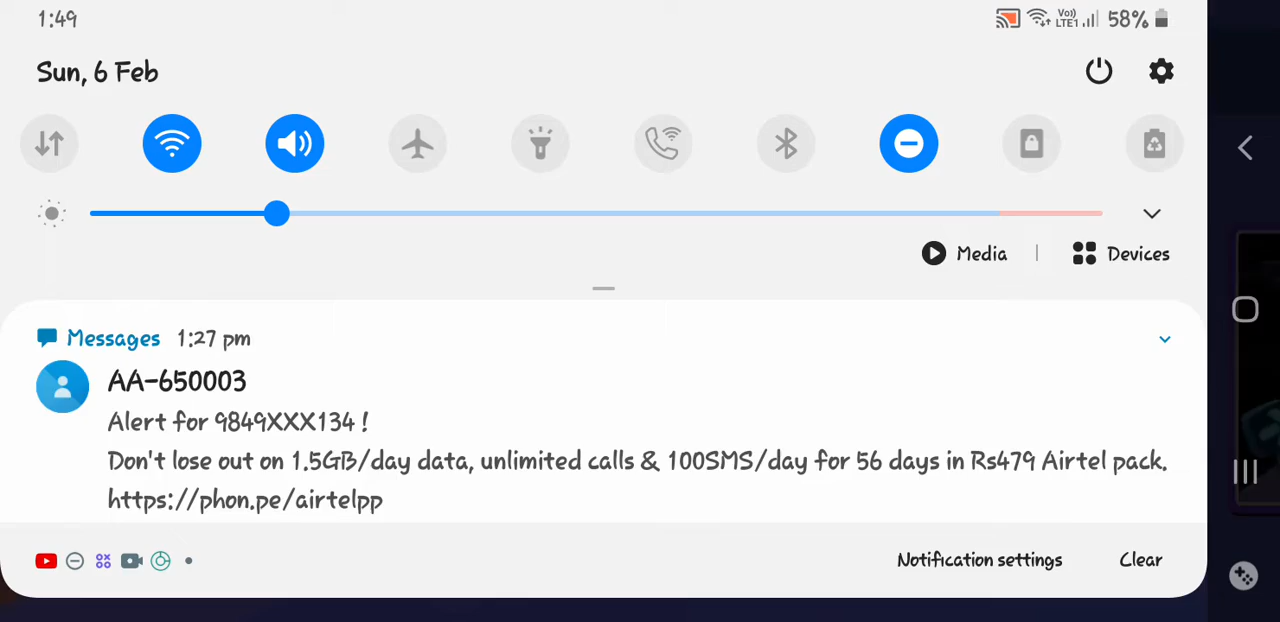 1:49
Vo)) LTE1 58%
Sun, 6 Feb
Media | Devices
Messages 1:27 pm
AA-650003
Alert for 9849XXX134 !
Don't lose out on 1.5GB/day data, unlimited calls & 100SMS/day for 56 days in Rs479 Airtel pack.
https://phon.pe/airtelpp
Notification settings Clear